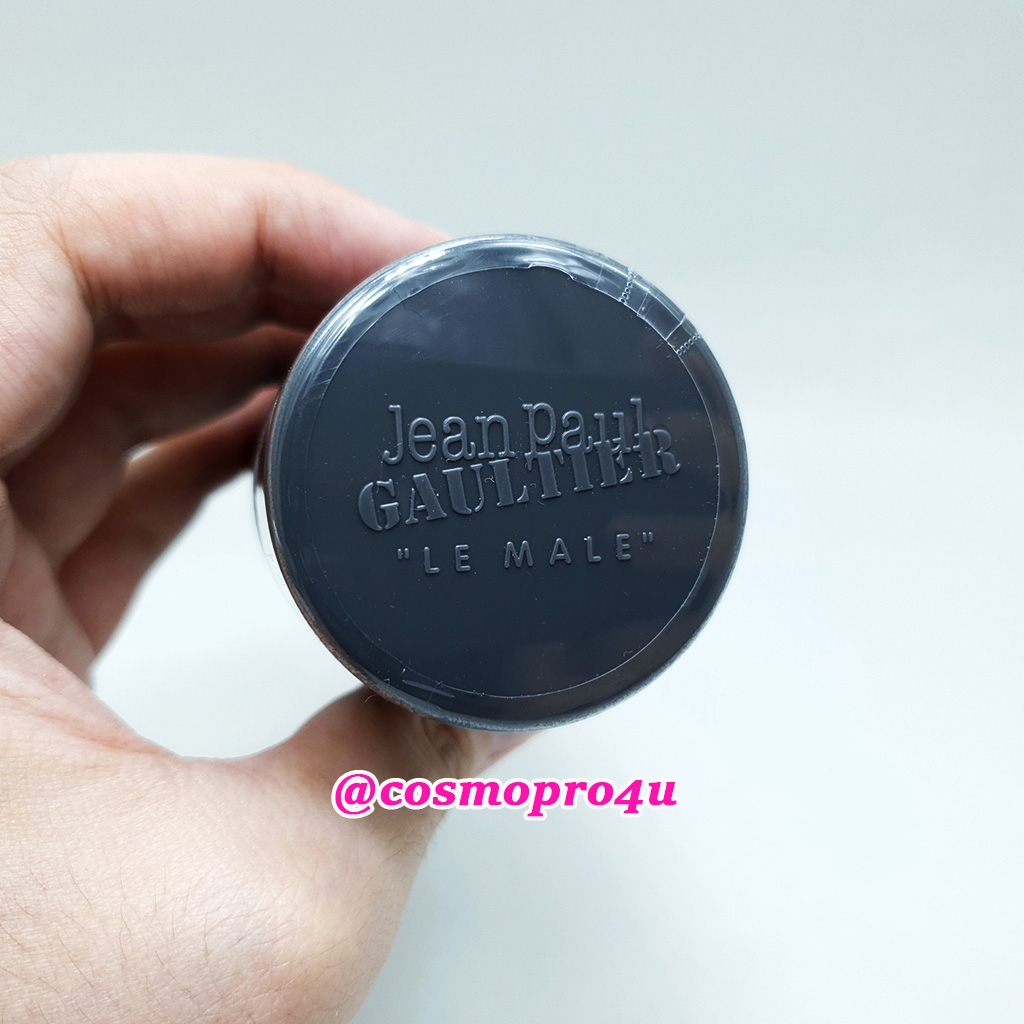 Jean Paul
GAULTIER
"LE MALE"
@cosmopro4u